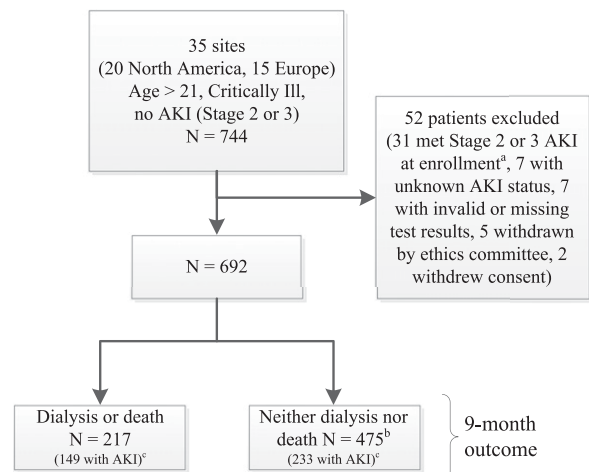 35 sites
(20 North America, 15 Europe)
Age > 21, Critically Ill,
no AKI (Stage 2 or 3)
N = 744
52 patients excluded
(31 met Stage 2 or 3 AKI
at enrollmentᵃ, 7 with
unknown AKI status, 7
with invalid or missing
test results, 5 withdrawn
by ethics committee, 2
withdrew consent)
N = 692
Dialysis or death
N = 217
(149 with AKI)ᶜ
Neither dialysis nor
death N = 475ᵇ
(233 with AKI)ᶜ
9-month
outcome